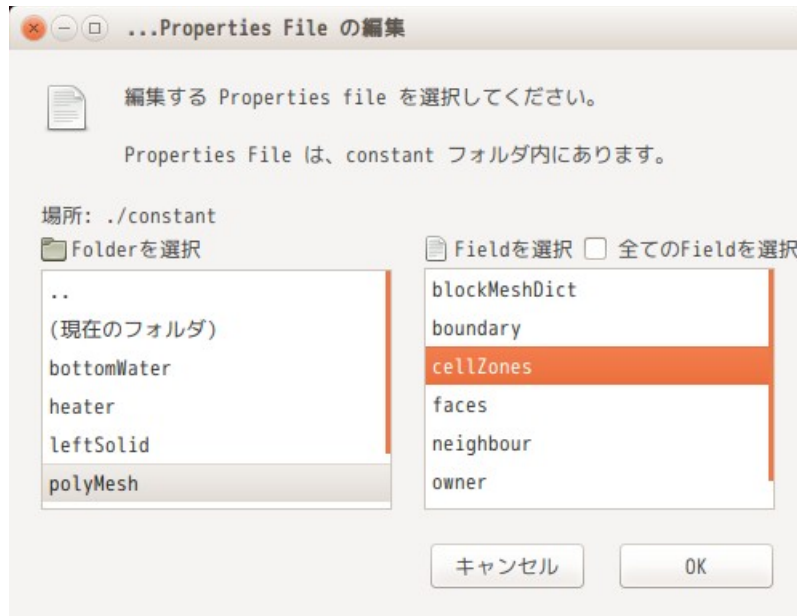 ...Properties File の編集
編集する Properties file を選択してください。
Properties File は、constant フォルダ内にあります。
場所: ./constant
Folderを選択
..
(現在のフォルダ)
bottomWater
heater
leftSolid
polyMesh
Fieldを選択 全てのFieldを選択
blockMeshDict
boundary
cellZones
faces
neighbour
owner
キャンセル OK